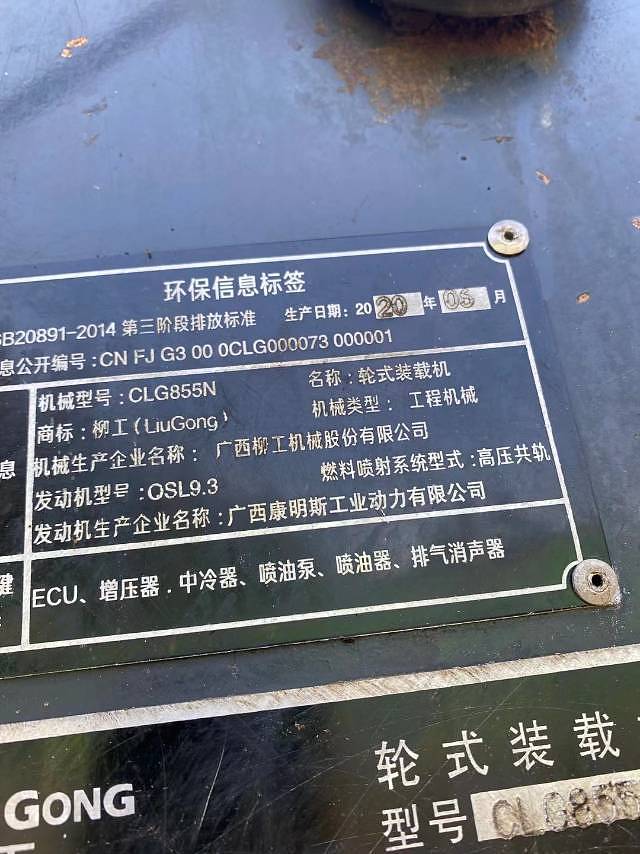 环保信息标签
GB20891-2014 第三阶段排放标准 生产日期: 2020年05月
息公开编号:CN FJ G3 00 0CLG000073 000001
机械型号:CLG855N 名称:轮式装载机
商标:柳工(LiuGong) 机械类型: 工程机械
机械生产企业名称: 广西柳工机械股份有限公司
息
发动机型号:QSL9.3 燃料喷射系统型式:高压共轨
发动机生产企业名称:广西康明斯工业动力有限公司
键
ECU、增压器.中冷器、喷油泵、喷油器、排气消声器
GONG
轮式装载
型号 CLG855